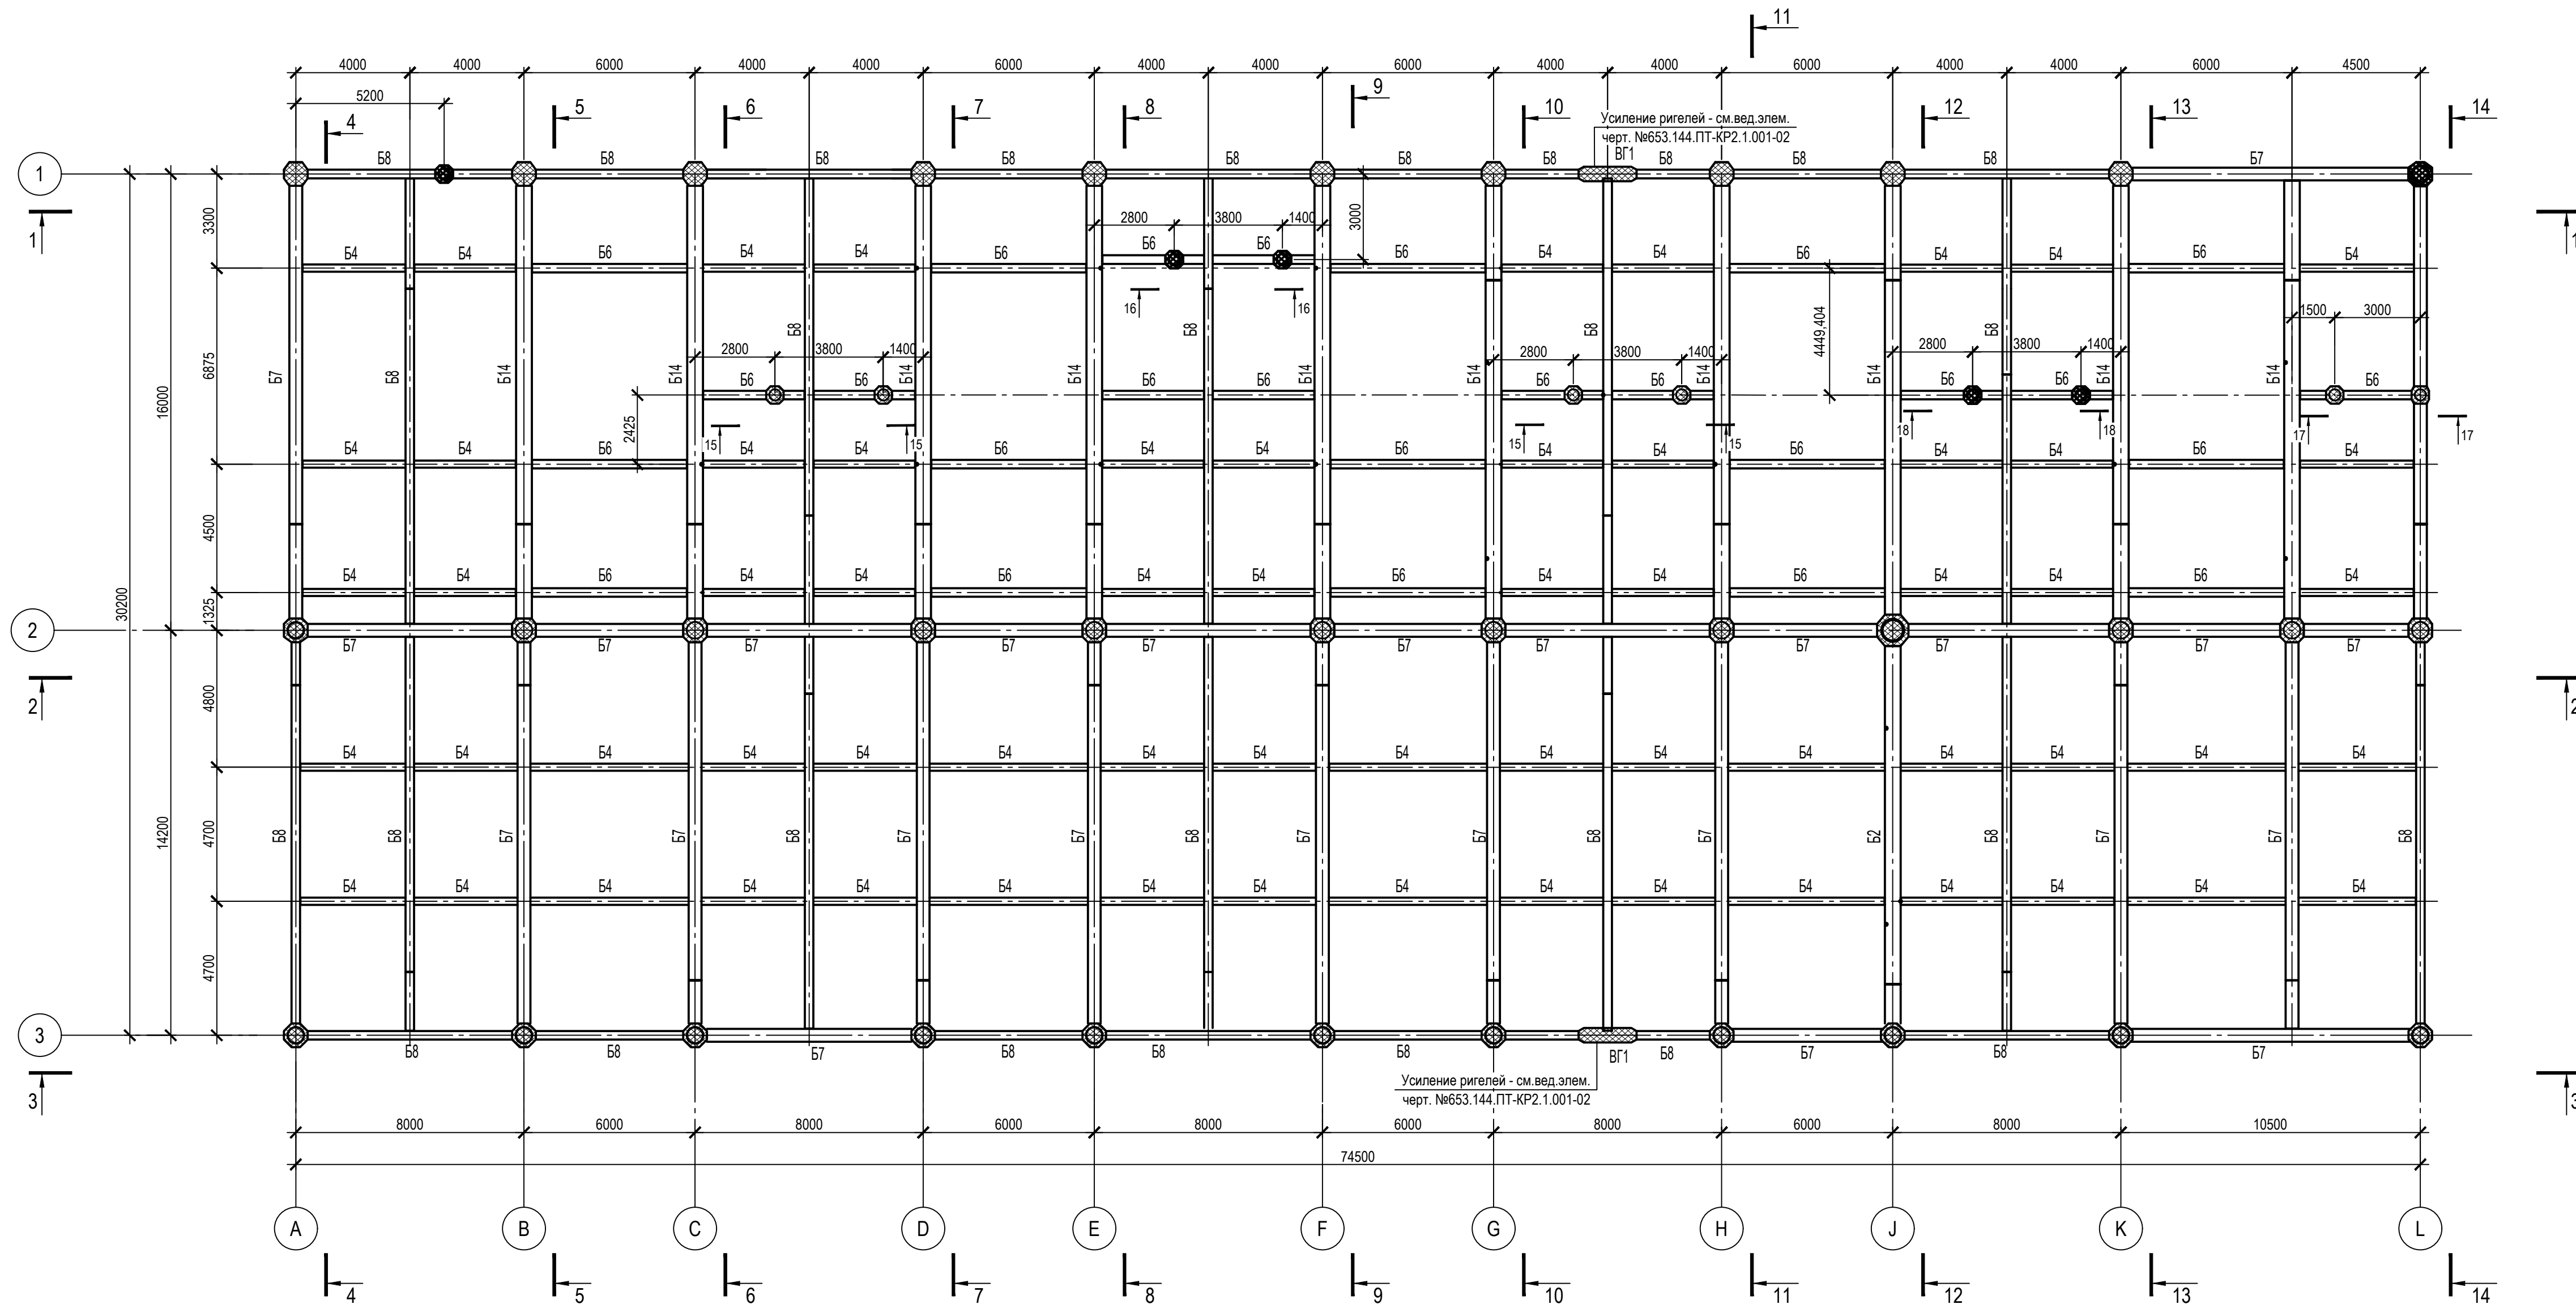 11
4000 4000 6000 4000 4000 6000 4000 4000 6000 4000 4000 6000 4000 4000 6000 4500
5200
4 5 6 7 8 9 10 12 13 14
Усиление ригелей - см.вед.элем.
черт. №653.144.ПТ-КР2.1.001-02
ВГ1
Б8 Б8 Б8 Б8 Б8 Б8 Б8 Б8 Б8 Б8 Б7
1
1 1
3300
2800 3800 1400 3000
Б4 Б4 Б6 Б4 Б4 Б6 Б6 Б6 Б6 Б4 Б4 Б6 Б4 Б4 Б6 Б4
16 16
1500 3000
4449,404
Б8 Б8 Б8 Б8
2800 3800 1400 2800 3800 1400 2800 3800 1400
30200 16000 6875
Б7 Б8 Б14 Б14 Б14 Б14 Б14 Б14 Б14 Б14 Б14 Б14
Б6 Б6 Б6 Б6 Б6 Б6 Б6 Б6 Б6
2425
15 15 15 15 18 18 17 17
Б4 Б4 Б6 Б4 Б4 Б6 Б4 Б4 Б6 Б4 Б4 Б6 Б4 Б4 Б6 Б4
4500
Б4 Б4 Б6 Б4 Б4 Б6 Б4 Б4 Б6 Б4 Б4 Б6 Б4 Б4 Б6 Б4
1325
2
Б7 Б7 Б7 Б7 Б7 Б7 Б7 Б7 Б7 Б7 Б7
2 2
4800
Б4 Б4 Б4 Б4 Б4 Б4 Б4 Б4 Б4 Б4 Б4 Б4 Б4 Б4 Б4 Б4
14200 4700
Б8 Б8 Б7 Б7 Б8 Б7 Б7 Б8 Б7 Б7 Б8 Б7 Б2 Б8 Б7 Б7 Б8
Б4 Б4 Б4 Б4 Б4 Б4 Б4 Б4 Б4 Б4 Б4 Б4 Б4 Б4 Б4 Б4
4700
3
Б8 Б8 Б7 Б8 Б8 Б8 ВГ1 Б8 Б7 Б8 Б7
Усиление ригелей - см.вед.элем.
черт. №653.144.ПТ-КР2.1.001-02
3 3
8000 6000 8000 6000 8000 6000 8000 6000 8000 10500
74500
A B C D E F G H J K L
4 5 6 7 8 9 10 11 12 13 14